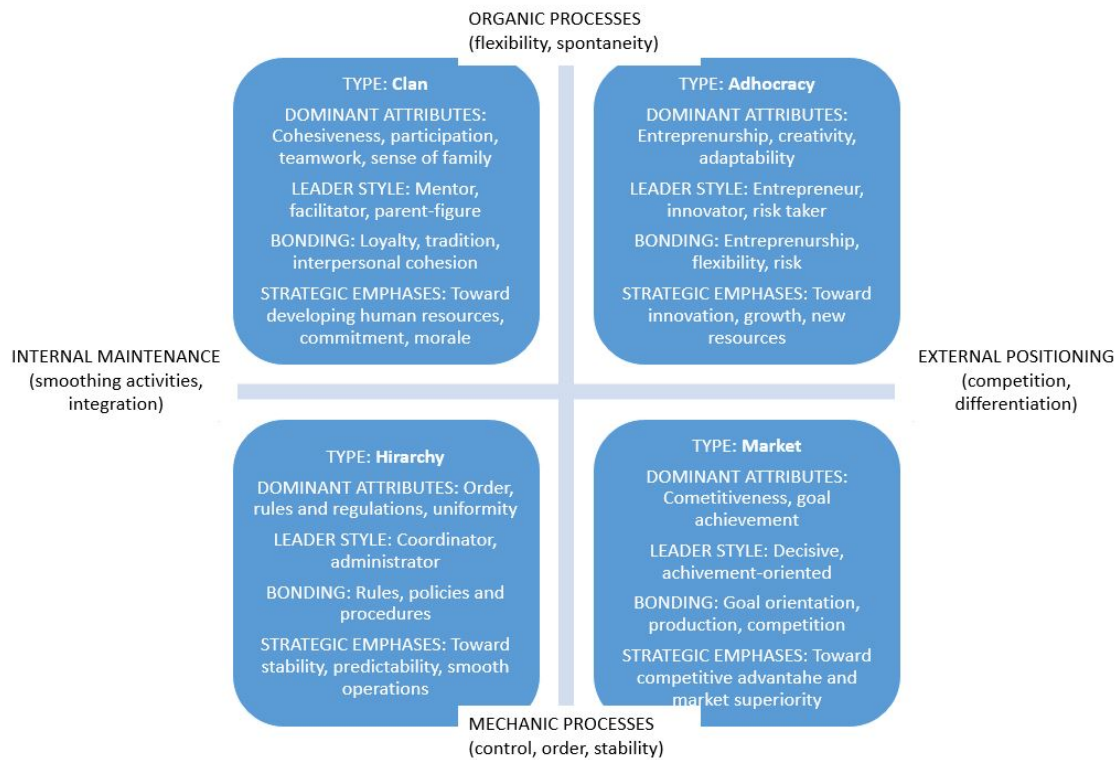 ORGANIC PROCESSES
(flexibility, spontaneity)
TYPE: Clan
DOMINANT ATTRIBUTES:
Cohesiveness, participation,
teamwork, sense of family
LEADER STYLE: Mentor,
facilitator, parent-figure
BONDING: Loyalty, tradition,
interpersonal cohesion
STRATEGIC EMPHASES: Toward
developing human resources,
commitment, morale
TYPE: Adhocracy
DOMINANT ATTRIBUTES:
Entreprenurship, creativity,
adaptability
LEADER STYLE: Entrepreneur,
innovator, risk taker
BONDING: Entreprenurship,
flexibility, risk
STRATEGIC EMPHASES: Toward
innovation, growth, new
resources
INTERNAL MAINTENANCE
(smoothing activities,
integration)
EXTERNAL POSITIONING
(competition,
differentiation)
TYPE: Hirarchy
DOMINANT ATTRIBUTES: Order,
rules and regulations, uniformity
LEADER STYLE: Coordinator,
administrator
BONDING: Rules, policies and
procedures
STRATEGIC EMPHASES: Toward
stability, predictability, smooth
operations
TYPE: Market
DOMINANT ATTRIBUTES:
Cometitiveness, goal
achievement
LEADER STYLE: Decisive,
achivement-oriented
BONDING: Goal orientation,
production, competition
STRATEGIC EMPHASES: Toward
competitive advantahe and
market superiority
MECHANIC PROCESSES
(control, order, stability)